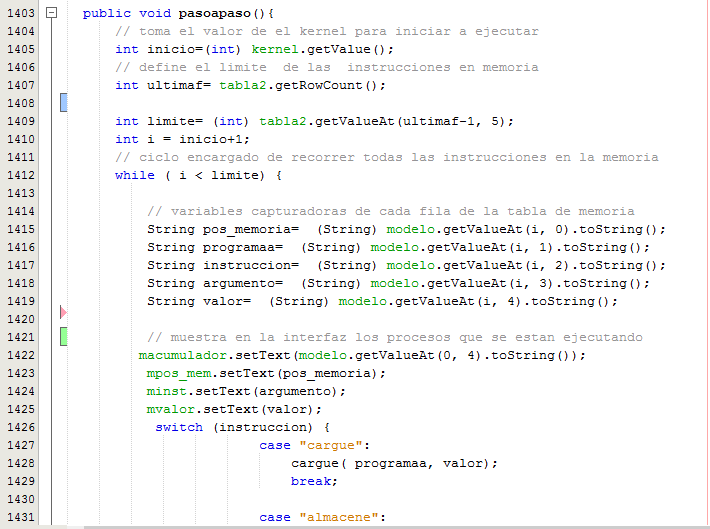 1403 public void pasoapaso(){
1404 // toma el valor de el kernel para iniciar a ejecutar
1405 int inicio=(int) kernel.getValue();
1406 // define el limite  de las  instrucciones en memoria
1407 int ultimaf= tabla2.getRowCount();
1408
1409 int limite= (int) tabla2.getValueAt(ultimaf-1, 5);
1410 int i = inicio+1;
1411 // ciclo encargado de recorrer todas las instrucciones en la memoria
1412 while ( i < limite) {
1413
1414 // variables capturadoras de cada fila de la tabla de memoria
1415 String pos_memoria=  (String) modelo.getValueAt(i, 0).toString();
1416 String programaa=  (String) modelo.getValueAt(i, 1).toString();
1417 String instruccion=  (String) modelo.getValueAt(i, 2).toString();
1418 String argumento=  (String) modelo.getValueAt(i, 3).toString();
1419 String valor=  (String) modelo.getValueAt(i, 4).toString();
1420
1421 // muestra en la interfaz los procesos que se estan ejecutando
1422 macumulador.setText(modelo.getValueAt(0, 4).toString());
1423 mpos_mem.setText(pos_memoria);
1424 minst.setText(argumento);
1425 mvalor.setText(valor);
1426 switch (instruccion) {
1427 case "cargue":
1428 cargue( programaa, valor);
1429 break;
1430
1431 case "almacene":